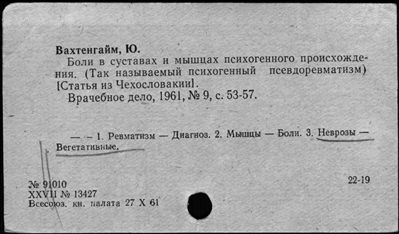 Вахтенгайм, Ю.
Боли в суставах и мышцах психогенного происхожде-
ния. (Так называемый психогенный псевдоревматизм)
[Статья из Чехословакии].
Врачебное дело, 1961, № 9, с. 53-57.
— — 1. Ревматизм — Диагноз. 2. Мышцы — Боли. 3. Неврозы —
Вегетативные.
№ 91010
XXVII № 13427
Всесоюз. кн. палата 27 X 61
22-19